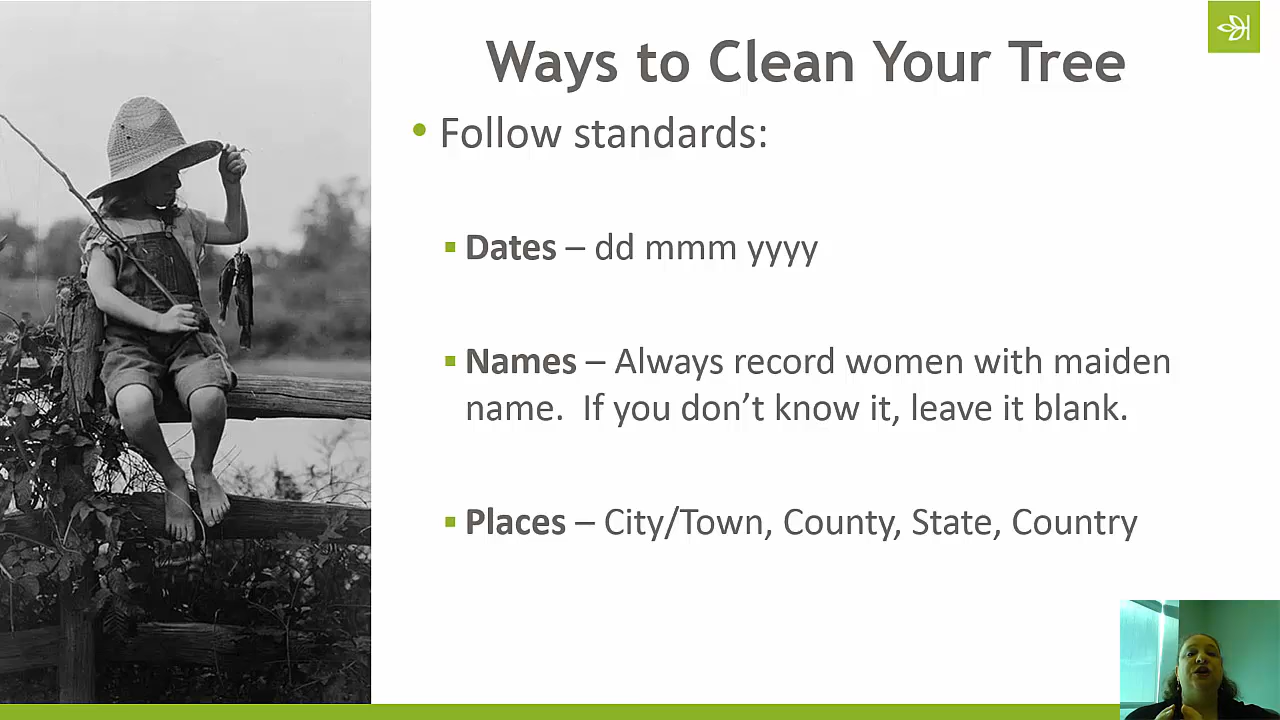 Ways to Clean Your Tree
• Follow standards:
▪ Dates – dd mmm yyyy
▪ Names – Always record women with maiden
name.  If you don’t know it, leave it blank.
▪ Places – City/Town, County, State, Country